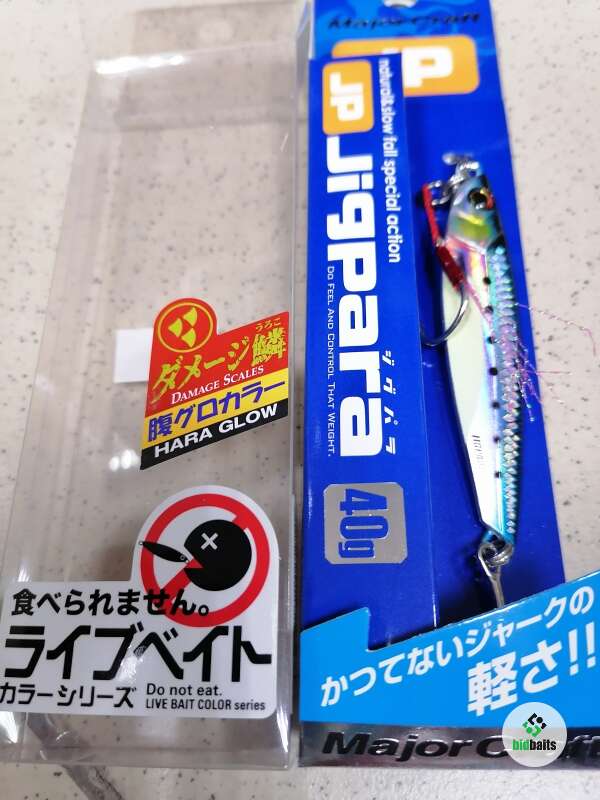 うろこ
ダメージ鱗
DAMAGE SCALES
腹グロカラー
HARA GLOW
食べられません。
ライブベイト
カラーシリーズ
Do not eat.
LIVE BAIT COLOR series
Major Craft
JP
natural&slow fall special action
Jigpara
DO FEEL AND CONTROL THAT WEIGHT.
ジグパラ
40g
かつてないジャークの
軽さ!!
Major Craft
bidbaits